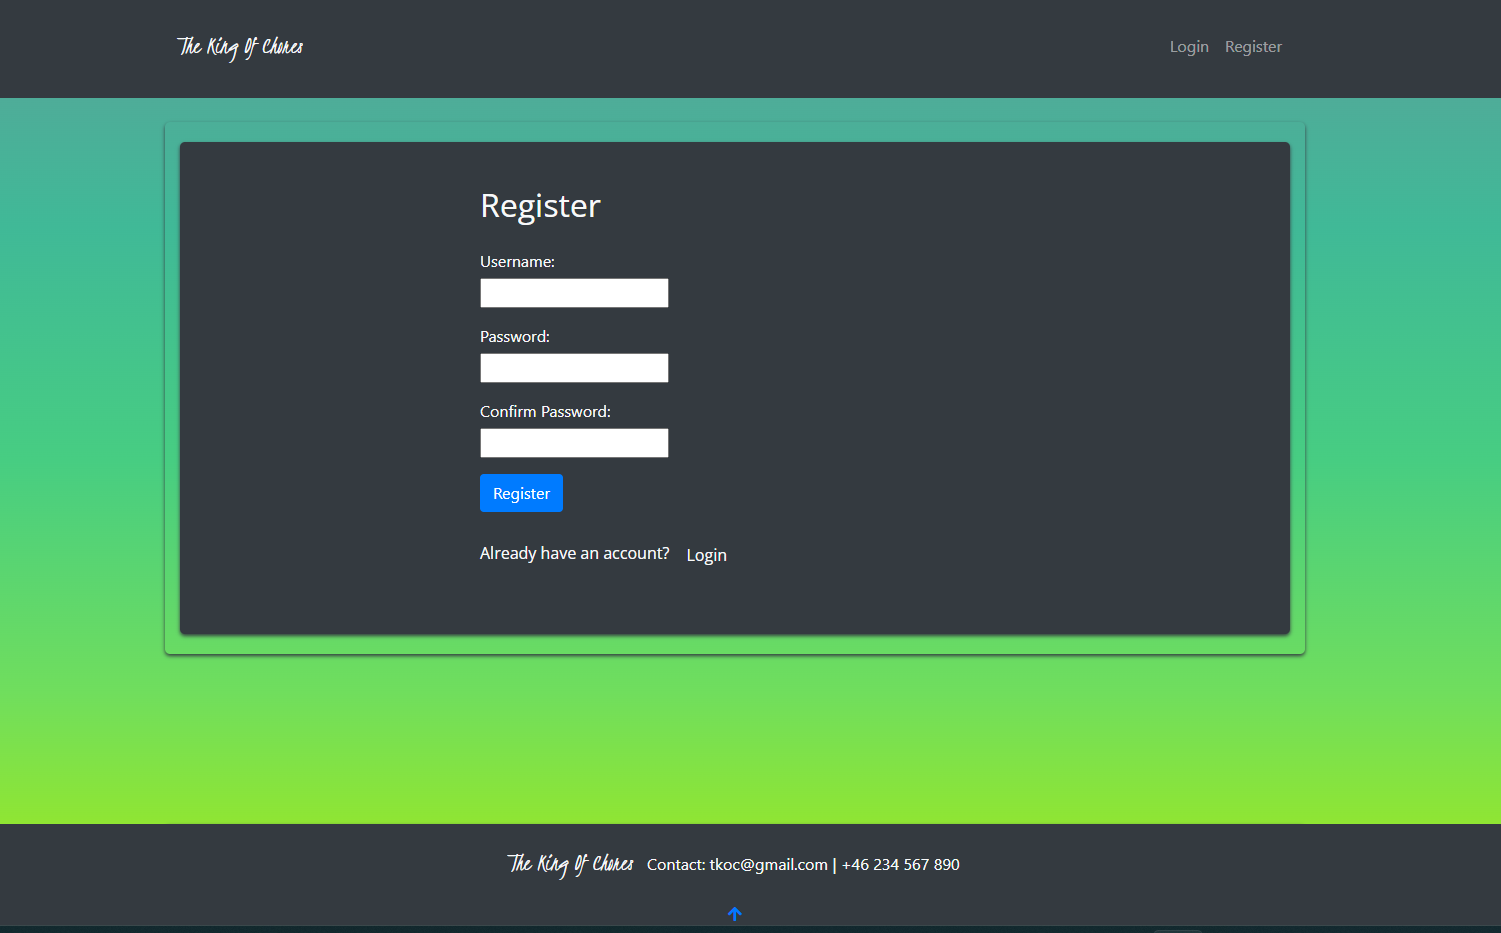 The King Of Chores
Login Register
Register
Username:
Password:
Confirm Password:
Register
Already have an account? Login
The King Of Chores Contact: tkoc@gmail.com | +46 234 567 890